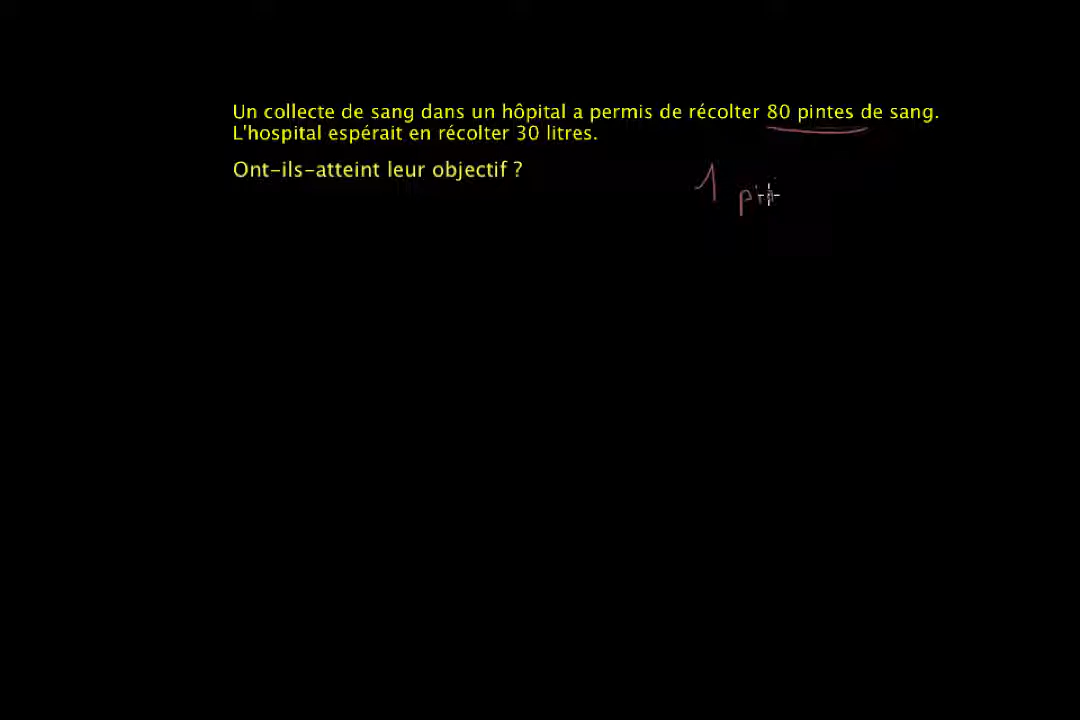 Un collecte de sang dans un hôpital a permis de récolter 80 pintes de sang.
L'hospital espérait en récolter 30 litres.
Ont-ils-atteint leur objectif ?
1 pin